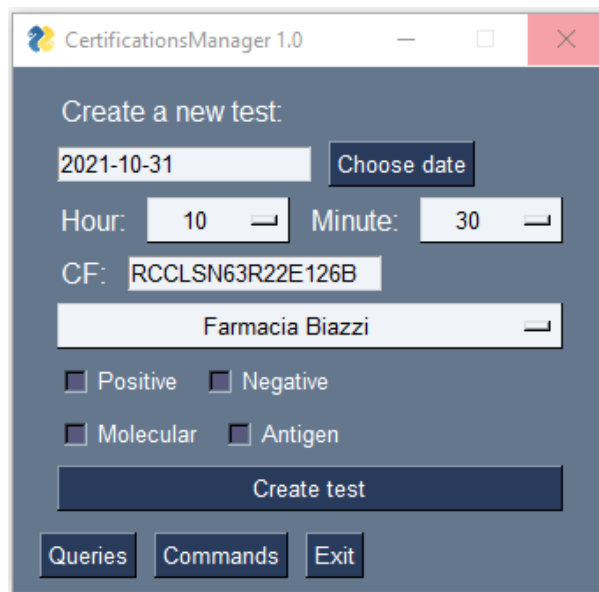 CertificationsManager 1.0
Create a new test:
2021-10-31 Choose date
Hour: 10 Minute: 30
CF: RCCLSN63R22E126B
Farmacia Biazzi
Positive Negative
Molecular Antigen
Create test
Queries Commands Exit